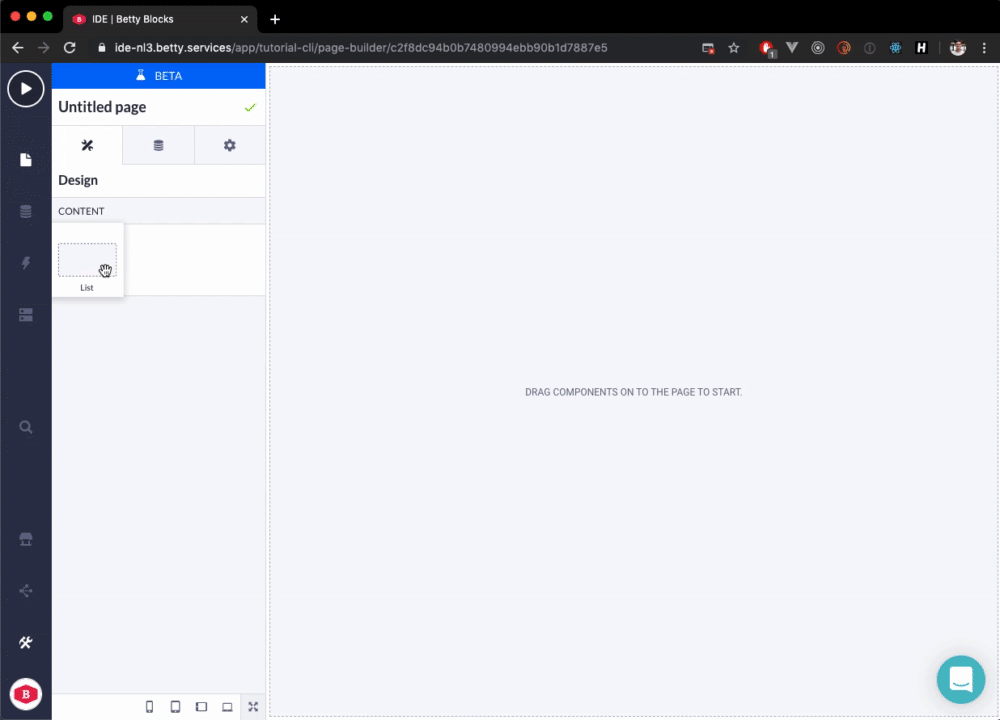 IDE | Betty Blocks
ide-nl3.betty.services/app/tutorial-cli/page-builder/c2f8dc94b0b7480994ebb90b1d7887e5
1
H
BETA
Untitled page
Design
CONTENT
List
DRAG COMPONENTS ON TO THE PAGE TO START.
B